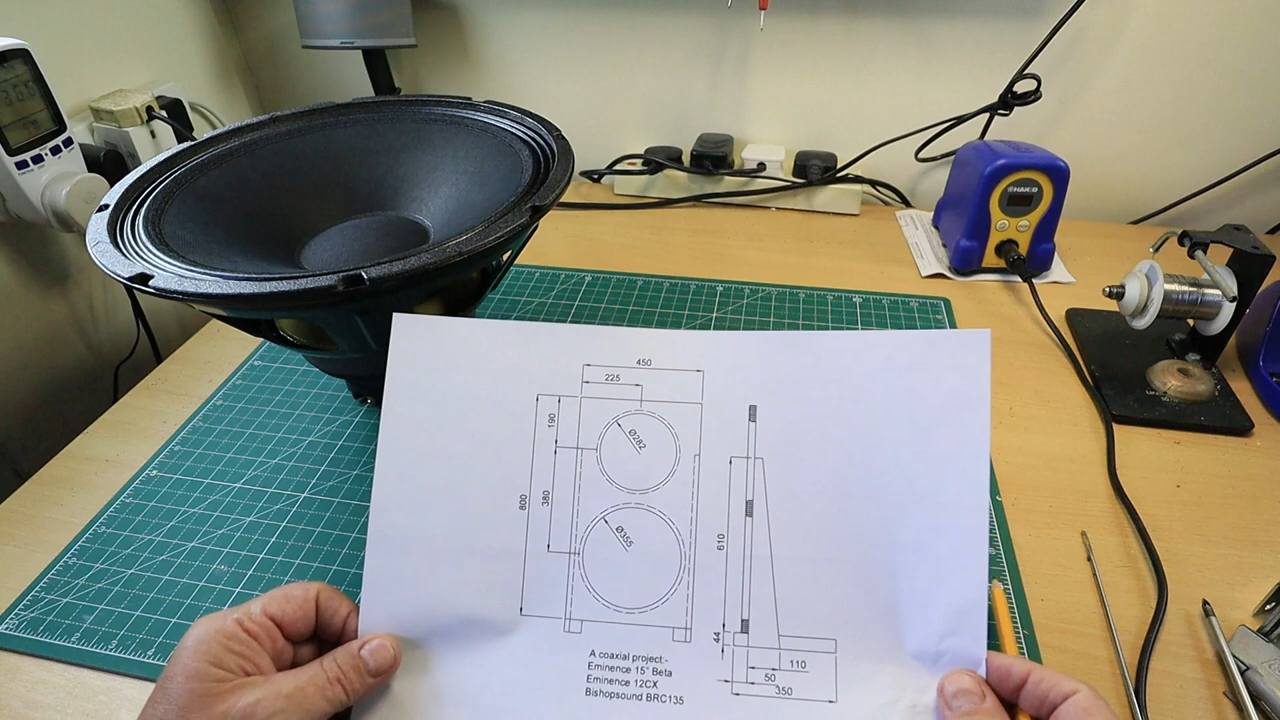 BOSE
HAKKO
450
225
190
Ø282
800
380
Ø355
610
44
110
50
350
A coaxial project:-
Eminence 15" Beta
Eminence 12CX
Bishopsound BRC135